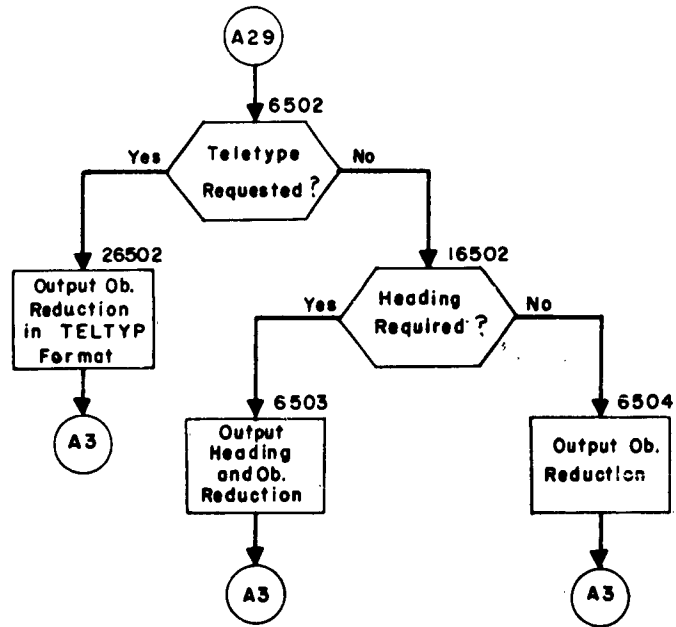 A29
6502
Yes
Teletype
Requested?
No
26502
Output Ob.
Reduction
in TELTYP
Format
16502
Yes
Heading
Required?
No
A3
6503
Output
Heading
and Ob.
Reduction
6504
Output Ob.
Reduction
A3
A3